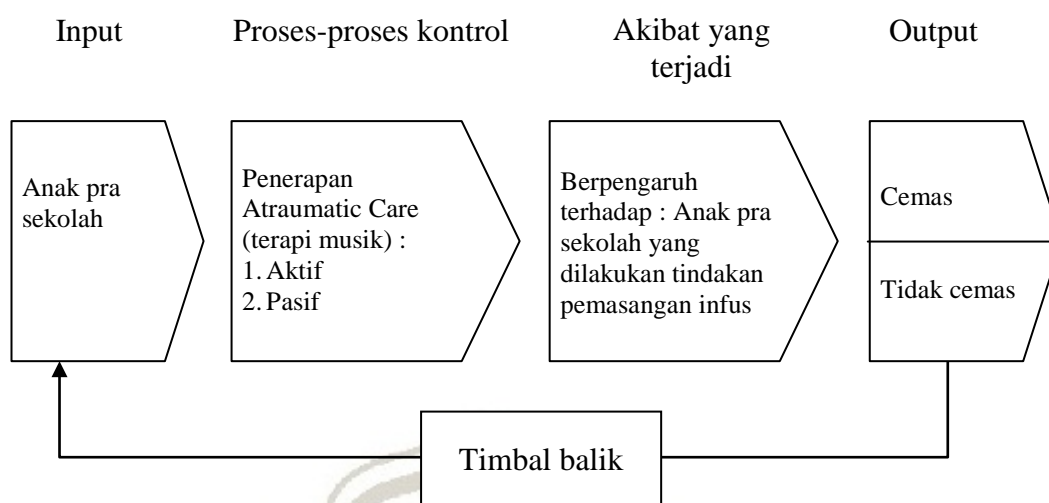 Input
Proses-proses kontrol
Akibat yang
terjadi
Output
Anak pra
sekolah
Penerapan
Atraumatic Care
(terapi musik) :
1. Aktif
2. Pasif
Berpengaruh
terhadap : Anak pra
sekolah yang
dilakukan tindakan
pemasangan infus
Cemas
Tidak cemas
Timbal balik